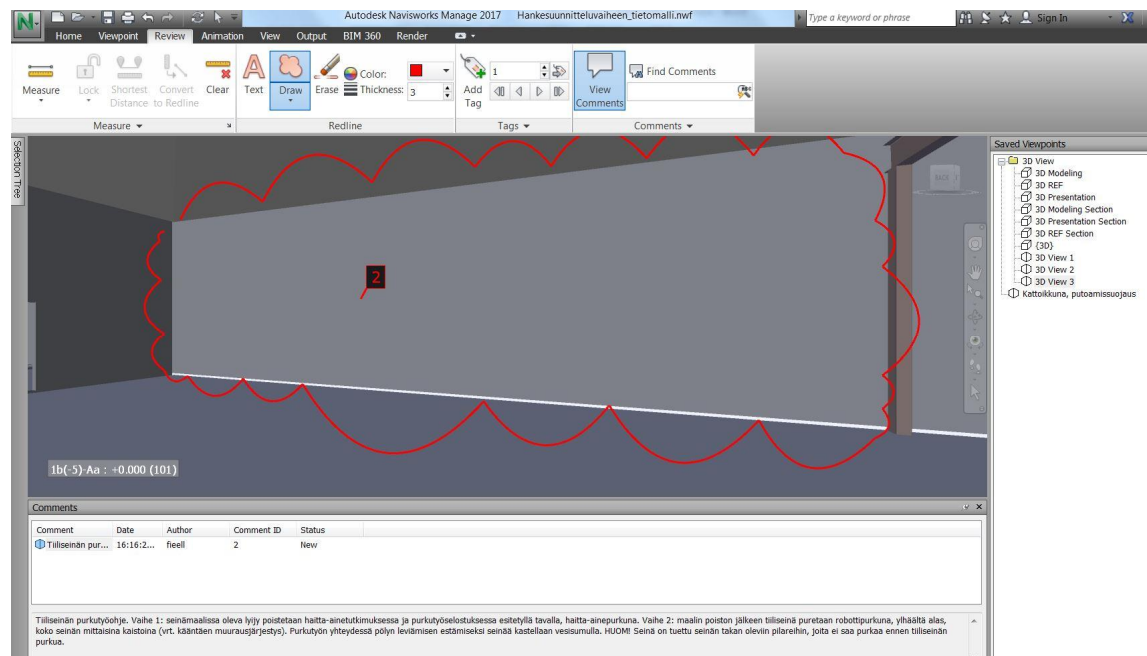 Autodesk Navisworks Manage 2017 Hankesuunnitteluvaiheen_tietomalli.nwf
Type a keyword or phrase
Sign In
Home Viewpoint Review Animation View Output BIM 360 Render
Measure
Lock
Shortest Distance
Convert to Redline
Clear
Text
Draw
Erase
Color:
Thickness: 3
Add Tag
1
View Comments
Find Comments
Measure
Redline
Tags
Comments
Selection Tree
2
BACK
1b(-5)-Aa : +0.000 (101)
Saved Viewpoints
3D View
3D Modeling
3D REF
3D Presentation
3D Modeling Section
3D Presentation Section
3D REF Section
{3D}
3D View 1
3D View 2
3D View 3
Kattoikkuna, putoamissuojaus
Comments
Comment Date Author Comment ID Status
Tiiliseinän pur... 16:16:2... fieell 2 New
Tiiliseinän purkutyöohje. Vaihe 1: seinämaalissa oleva lyijy poistetaan haitta-ainetutkimuksessa ja purkutyöselostuksessa esitetyllä tavalla, haitta-ainepurkuna. Vaihe 2: maalin poiston jälkeen tiiliseinä puretaan robottipurkuna, ylhäältä alas,
koko seinän mittaisina kaistoina (vrt. kääntäen muurausjärjestys). Purkutyön yhteydessä pölyn leviämisen estämiseksi seinää kastellaan vesisumulla. HUOM! Seinä on tuettu seinän takan oleviin pilareihin, joita ei saa purkaa ennen tiiliseinän
purkua.